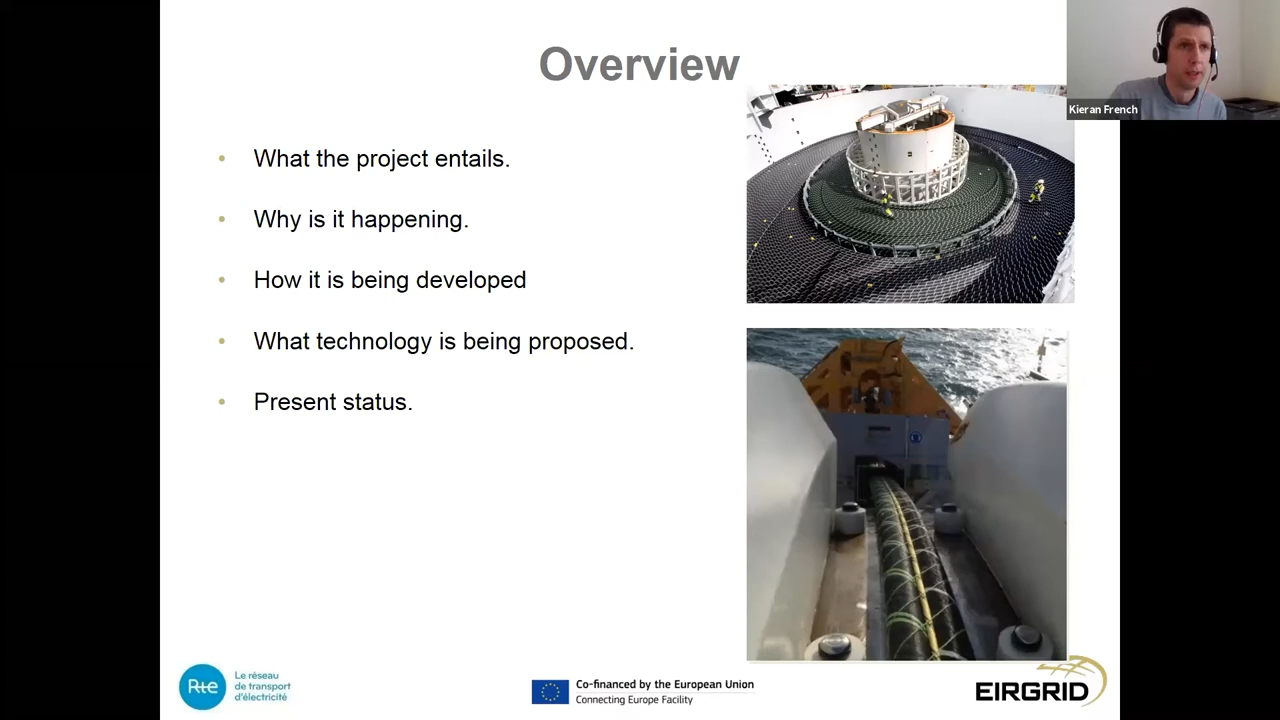 Overview
Kieran French
• What the project entails.
• Why is it happening.
• How it is being developed
• What technology is being proposed.
• Present status.
Rte
Le réseau
de transport
d'électricité
Co-financed by the European Union
Connecting Europe Facility
EIRGRID